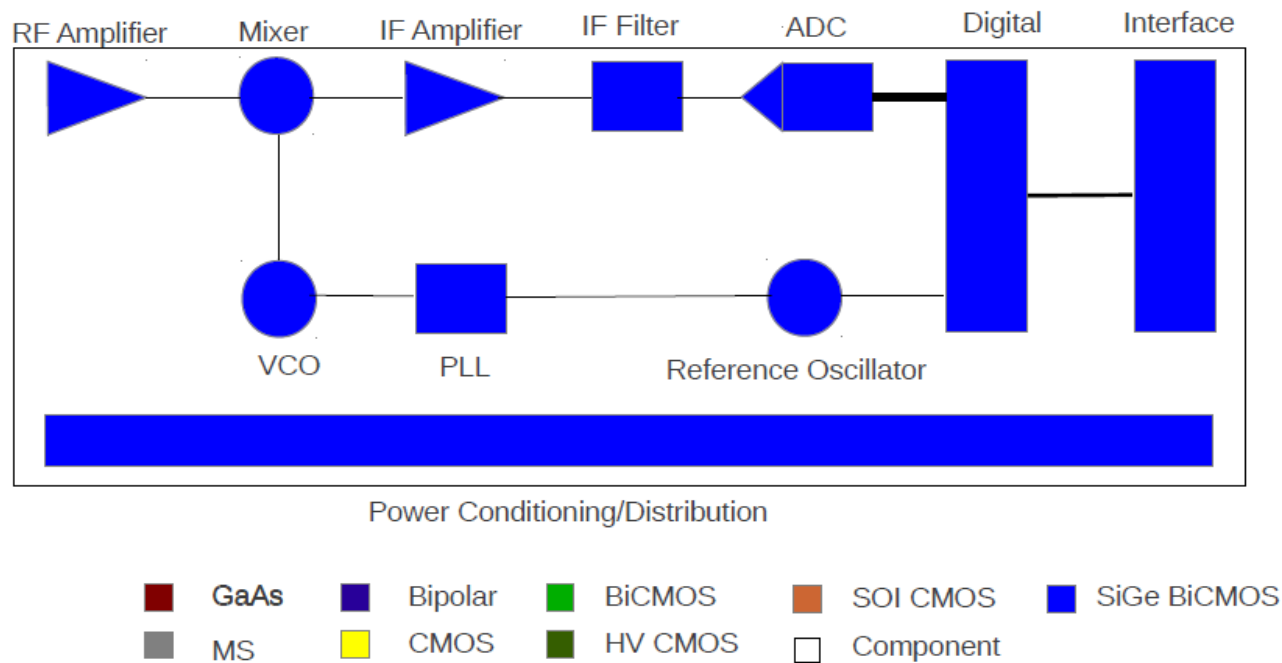 RF Amplifier Mixer IF Amplifier IF Filter ADC Digital Interface
VCO PLL Reference Oscillator
Power Conditioning/Distribution
GaAs Bipolar BiCMOS SOI CMOS SiGe BiCMOS
MS CMOS HV CMOS Component